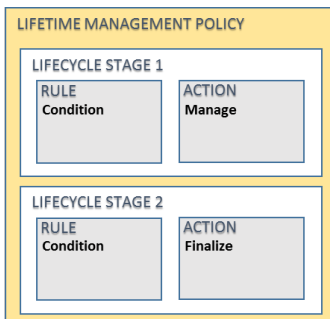 LIFETIME MANAGEMENT POLICY
LIFECYCLE STAGE 1
RULE
Condition
ACTION
Manage
LIFECYCLE STAGE 2
RULE
Condition
ACTION
Finalize